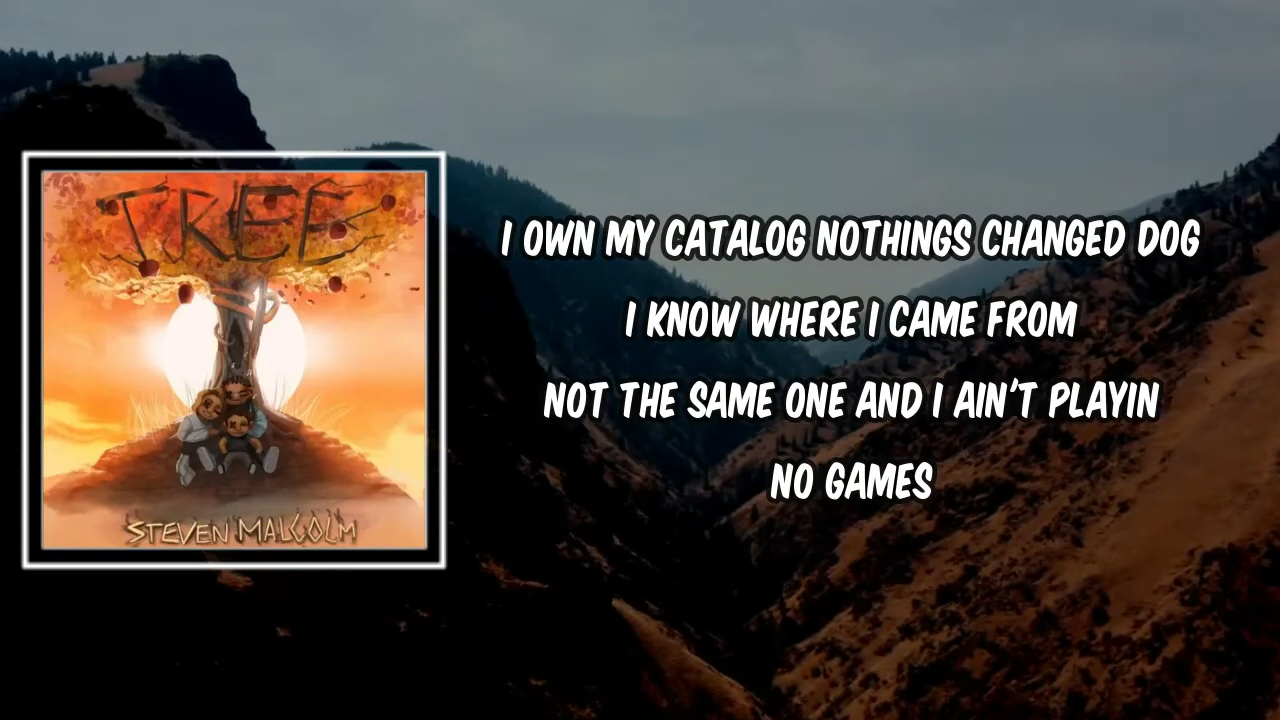 TREE
STEVEN MALCOLM
I OWN MY CATALOG NOTHINGS CHANGED DOG
I KNOW WHERE I CAME FROM
NOT THE SAME ONE AND I AIN'T PLAYIN
NO GAMES